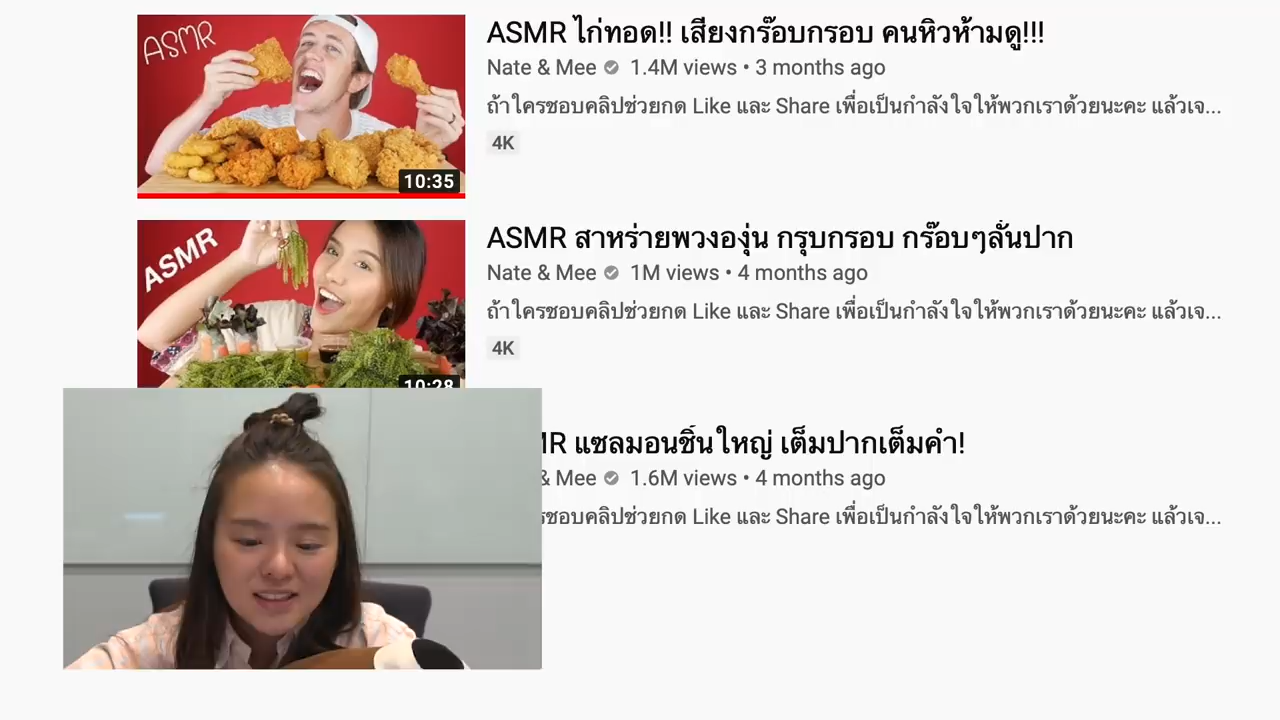 ASMR
ASMR ไก่ทอด!! เสียงกร๊อบกรอบ คนหิวห้ามดู!!!
Nate & Mee 1.4M views • 3 months ago
ถ้าใครชอบคลิปช่วยกด Like และ Share เพื่อเป็นกำลังใจให้พวกเราด้วยนะคะ แล้วเจ...
4K
10:35
ASMR
ASMR สาหร่ายพวงองุ่น กรุบกรอบ กร๊อบๆลั่นปาก
Nate & Mee 1M views • 4 months ago
ถ้าใครชอบคลิปช่วยกด Like และ Share เพื่อเป็นกำลังใจให้พวกเราด้วยนะคะ แล้วเจ...
4K
10:28
MR แซลมอนชิ้นใหญ่ เต็มปากเต็มคำ!
& Mee 1.6M views • 4 months ago
รชอบคลิปช่วยกด Like และ Share เพื่อเป็นกำลังใจให้พวกเราด้วยนะคะ แล้วเจ...